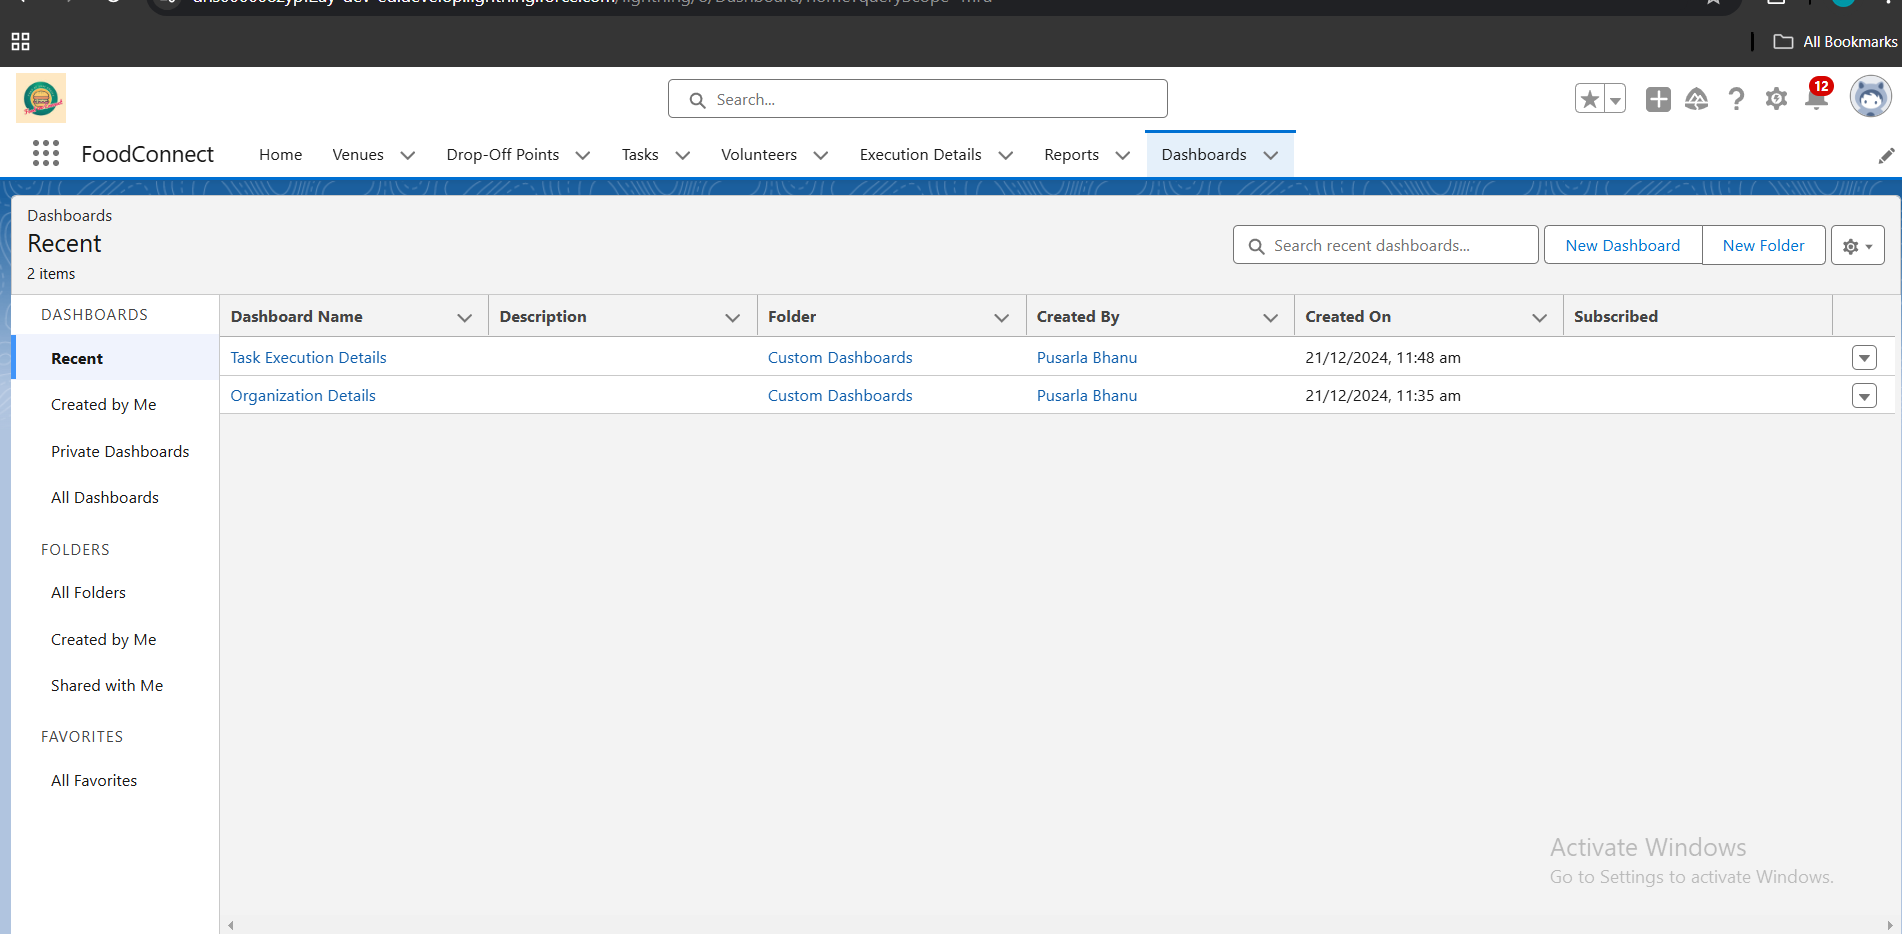 All Bookmarks
Search...
12
FoodConnect
Home
Venues
Drop-Off Points
Tasks
Volunteers
Execution Details
Reports
Dashboards
Dashboards
Recent
2 items
Search recent dashboards...
New Dashboard
New Folder
DASHBOARDS
Recent
Created by Me
Private Dashboards
All Dashboards
FOLDERS
All Folders
Created by Me
Shared with Me
FAVORITES
All Favorites
Dashboard Name Description Folder Created By Created On Subscribed
Task Execution Details Custom Dashboards Pusarla Bhanu 21/12/2024, 11:48 am
Organization Details Custom Dashboards Pusarla Bhanu 21/12/2024, 11:35 am
Activate Windows
Go to Settings to activate Windows.